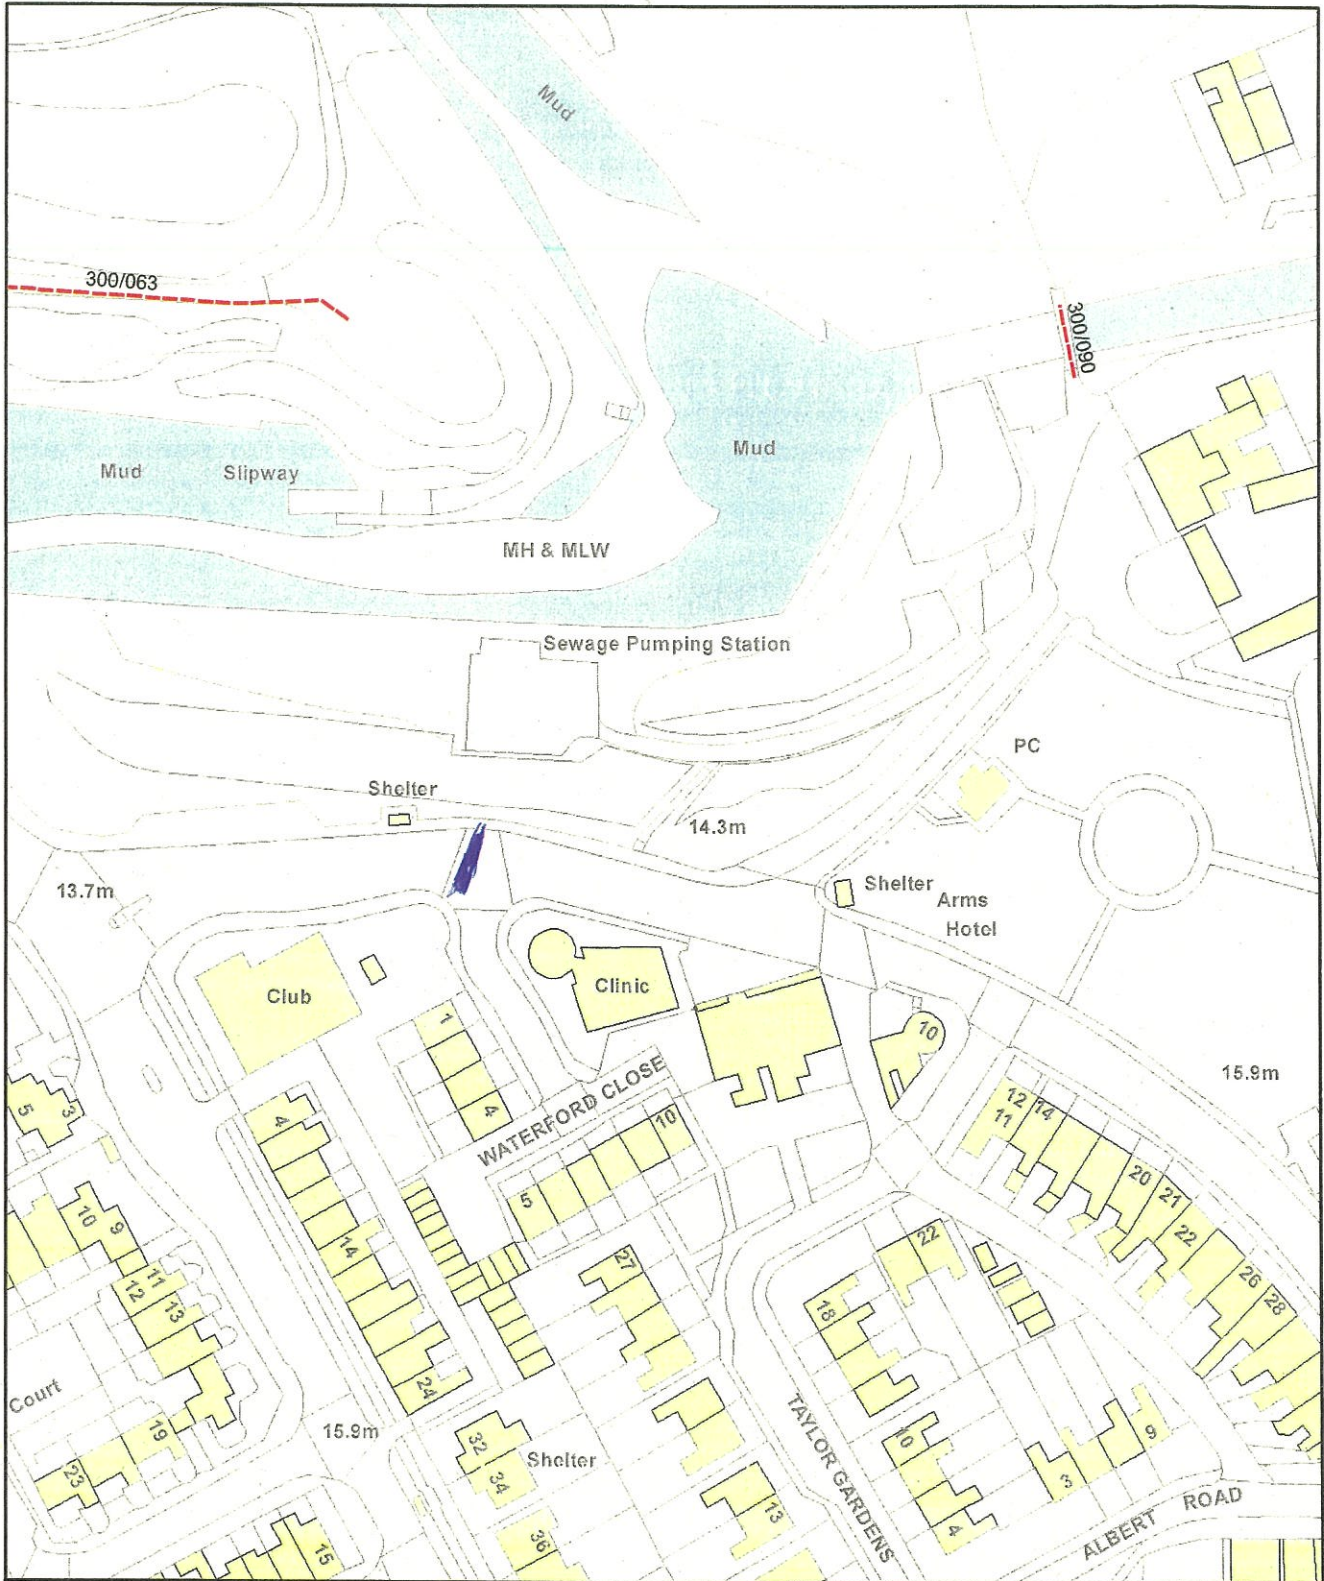 Mud
300/063
300/090
Mud
Mud
Slipway
MH & MLW
Sewage Pumping Station
PC
Shelter
14.3m
13.7m
Shelter
Arms
Hotel
Club
Clinic
1
10
15.9m
5
3
4
4
WATERFORD CLOSE
10
12
14
11
5
20
21
22
10
9
14
27
22
26
28
11
12
13
18
24
Court
19
15.9m
32
34
Shelter
TAYLOR GARDENS
10
9
3
23
13
4
ALBERT ROAD
36
15